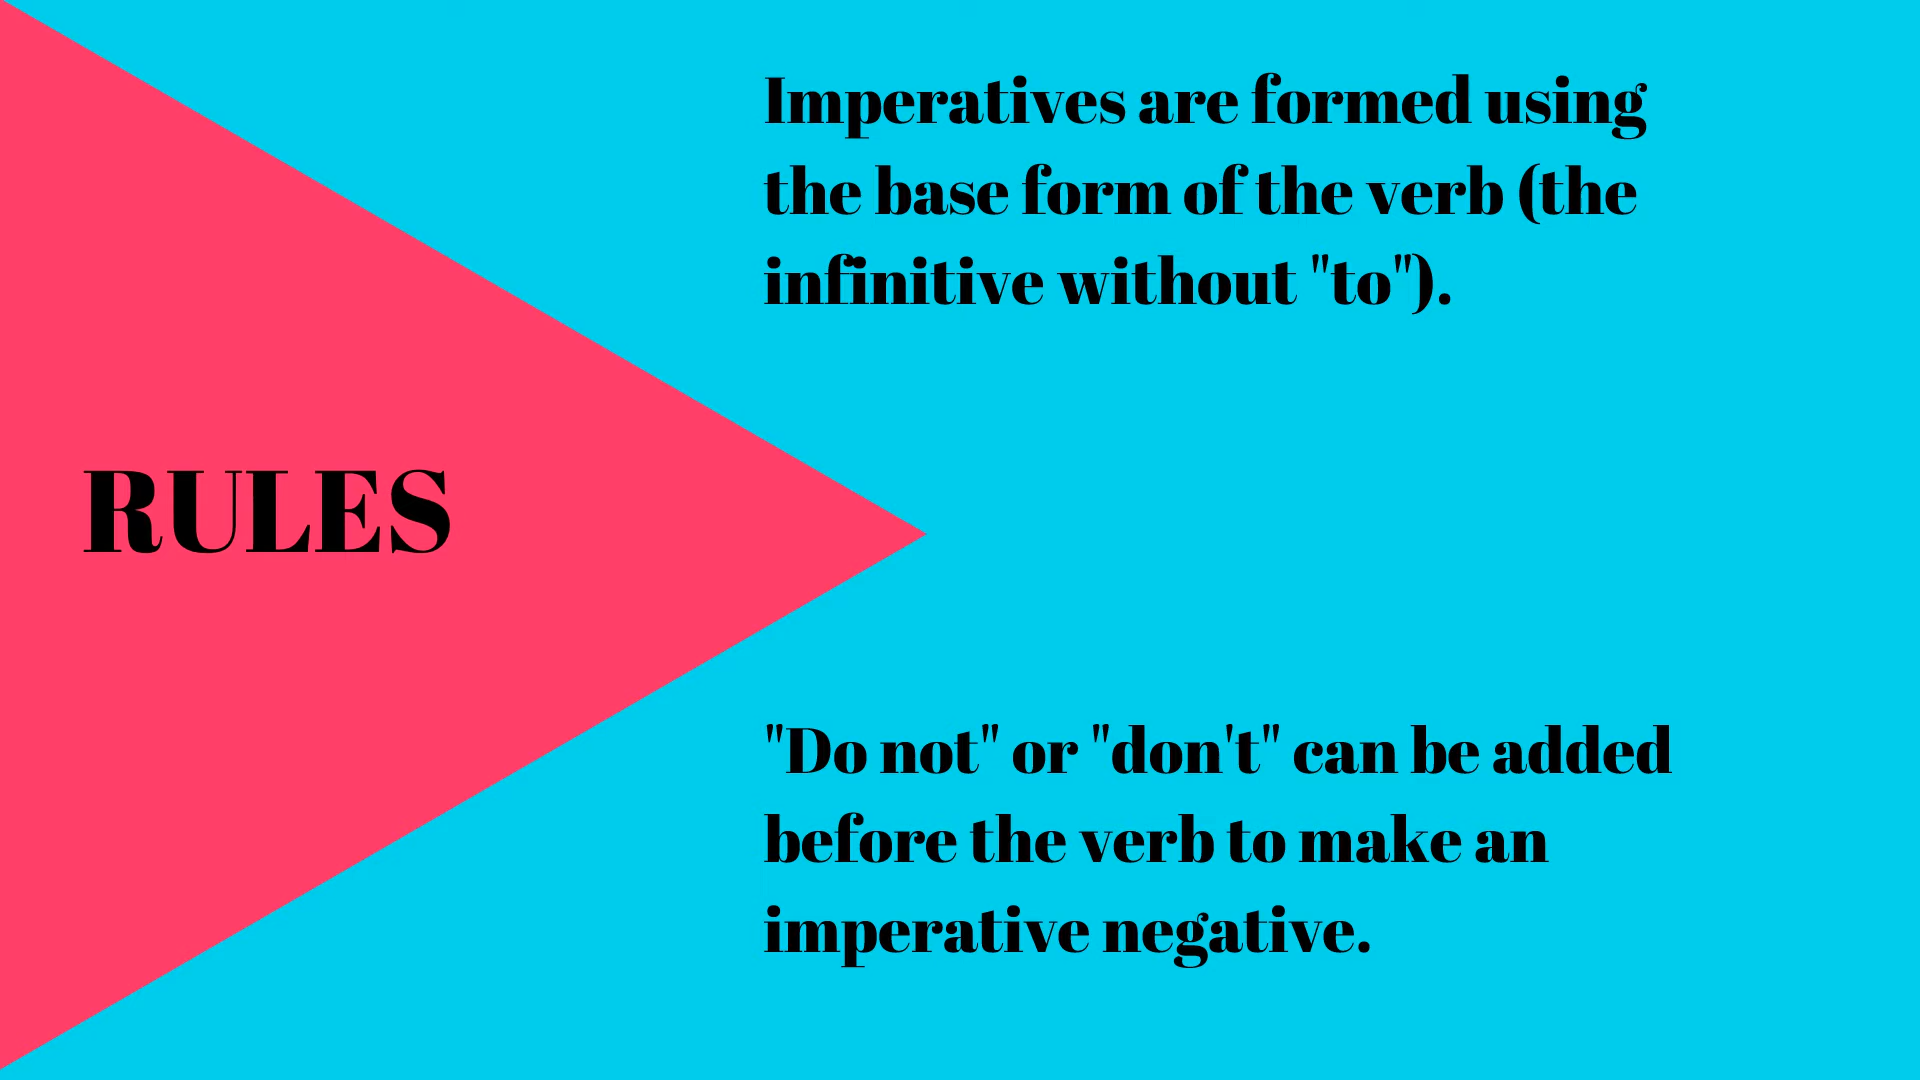 RULES
Imperatives are formed using
the base form of the verb (the
infinitive without "to").
"Do not" or "don't" can be added
before the verb to make an
imperative negative.